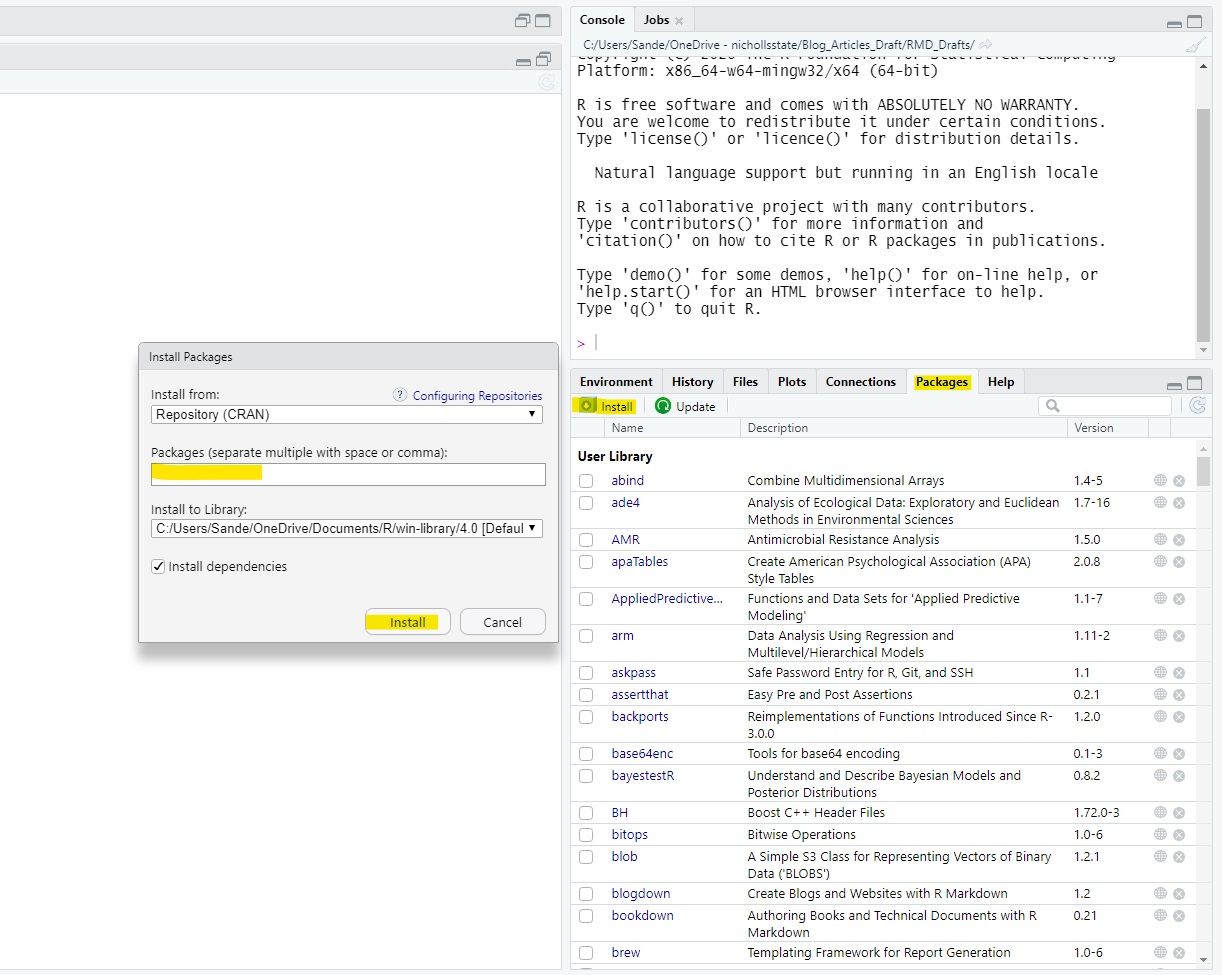 Console Jobs
C:/Users/Sande/OneDrive - nichollsstate/Blog_Articles_Draft/RMD_Drafts/
Copyright (C) 2020 The R Foundation for Statistical Computing
Platform: x86_64-w64-mingw32/x64 (64-bit)
R is free software and comes with ABSOLUTELY NO WARRANTY.
You are welcome to redistribute it under certain conditions.
Type 'license()' or 'licence()' for distribution details.
Natural language support but running in an English locale
R is a collaborative project with many contributors.
Type 'contributors()' for more information and
'citation()' on how to cite R or R packages in publications.
Type 'demo()' for some demos, 'help()' for on-line help, or
'help.start()' for an HTML browser interface to help.
Type 'q()' to quit R.
>
Install Packages
Install from:
? Configuring Repositories
Repository (CRAN)
Packages (separate multiple with space or comma):
Install to Library:
C:/Users/Sande/OneDrive/Documents/R/win-library/4.0 [Defaul
Install dependencies
Install Cancel
Environment History Files Plots Connections Packages Help
Install Update
Name Description Version
User Library
abind Combine Multidimensional Arrays 1.4-5
ade4 Analysis of Ecological Data: Exploratory and Euclidean 1.7-16
Methods in Environmental Sciences
AMR Antimicrobial Resistance Analysis 1.5.0
apaTables Create American Psychological Association (APA) 2.0.8
Style Tables
AppliedPredictive... Functions and Data Sets for 'Applied Predictive 1.1-7
Modeling'
arm Data Analysis Using Regression and 1.11-2
Multilevel/Hierarchical Models
askpass Safe Password Entry for R, Git, and SSH 1.1
assertthat Easy Pre and Post Assertions 0.2.1
backports Reimplementations of Functions Introduced Since R- 1.2.0
3.0.0
base64enc Tools for base64 encoding 0.1-3
bayestestR Understand and Describe Bayesian Models and 0.8.2
Posterior Distributions
BH Boost C++ Header Files 1.72.0-3
bitops Bitwise Operations 1.0-6
blob A Simple S3 Class for Representing Vectors of Binary 1.2.1
Data ('BLOBS')
blogdown Create Blogs and Websites with R Markdown 1.2
bookdown Authoring Books and Technical Documents with R 0.21
Markdown
brew Templating Framework for Report Generation 1.0-6